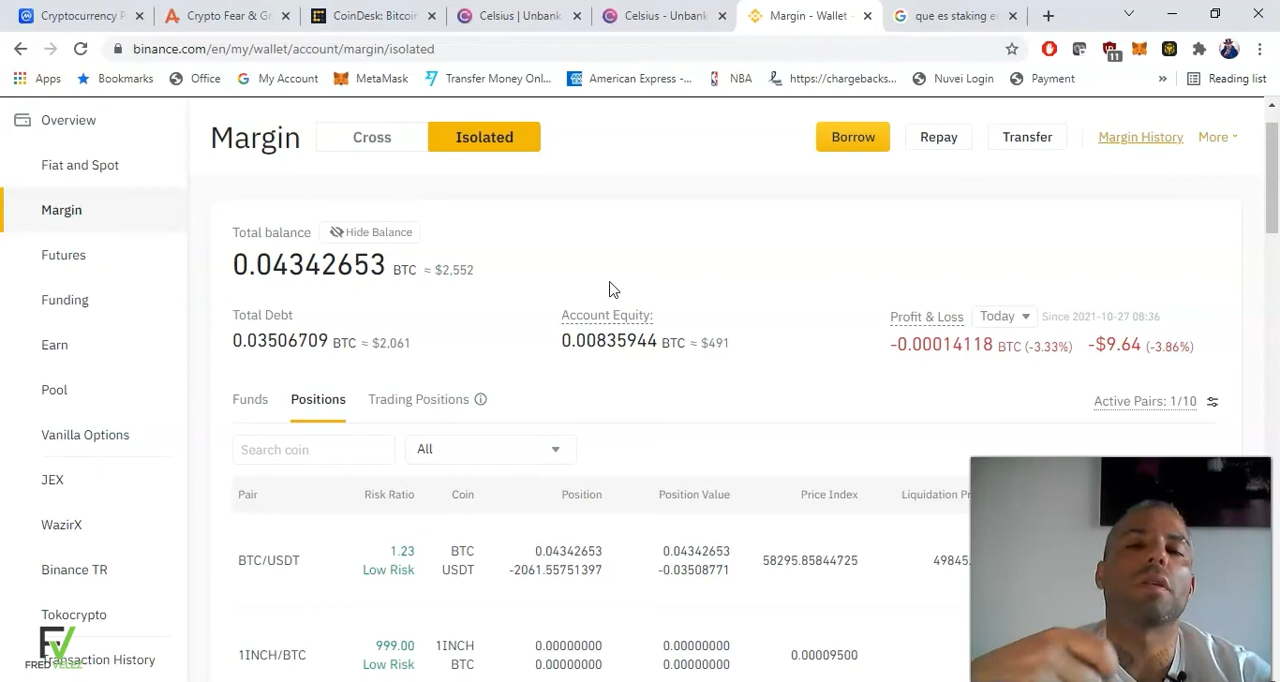 Cryptocurrency P
Crypto Fear & Gr
CoinDesk: Bitcoin
Celsius | Unbank
Celsius - Unbank
Margin - Wallet -
que es staking en
binance.com/en/my/wallet/account/margin/isolated
11
Apps
Bookmarks
Office
My Account
MetaMask
Transfer Money Onl...
American Express -...
NBA
https://chargebacks...
Nuvei Login
Payment
»
Reading list
Overview
Fiat and Spot
Margin
Futures
Funding
Earn
Pool
Vanilla Options
JEX
WazirX
Binance TR
Tokocrypto
Transaction History
FRED VELEZ
Margin
Cross
Isolated
Borrow
Repay
Transfer
Margin History
More
Total balance
Hide Balance
0.04342653 BTC ≈ $2,552
Total Debt
Account Equity:
Profit & Loss
Today
Since 2021-10-27 08:36
0.03506709 BTC ≈ $2,061
0.00835944 BTC ≈ $491
-0.00014118 BTC (-3.33%)
-$9.64 (-3.86%)
Funds
Positions
Trading Positions
Active Pairs: 1/10
Search coin
All
Pair
Risk Ratio
Coin
Position
Position Value
Price Index
Liquidation
BTC/USDT
1.23
Low Risk
BTC
USDT
0.04342653
-2061.55751397
0.04342653
-0.03508771
58295.85844725
49845.
1INCH/BTC
999.00
Low Risk
1INCH
BTC
0.00000000
0.00000000
0.00000000
0.00000000
0.00009500